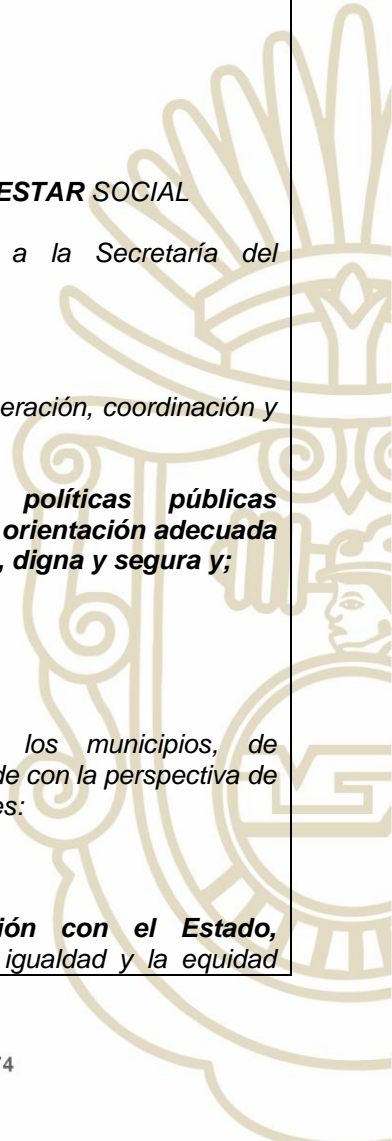 ESTAR SOCIAL
a la Secretaría del
eración, coordinación y
políticas públicas
orientación adecuada
, digna y segura y;
los municipios, de
de con la perspectiva de
es:
ión con el Estado,
igualdad y la equidad
74